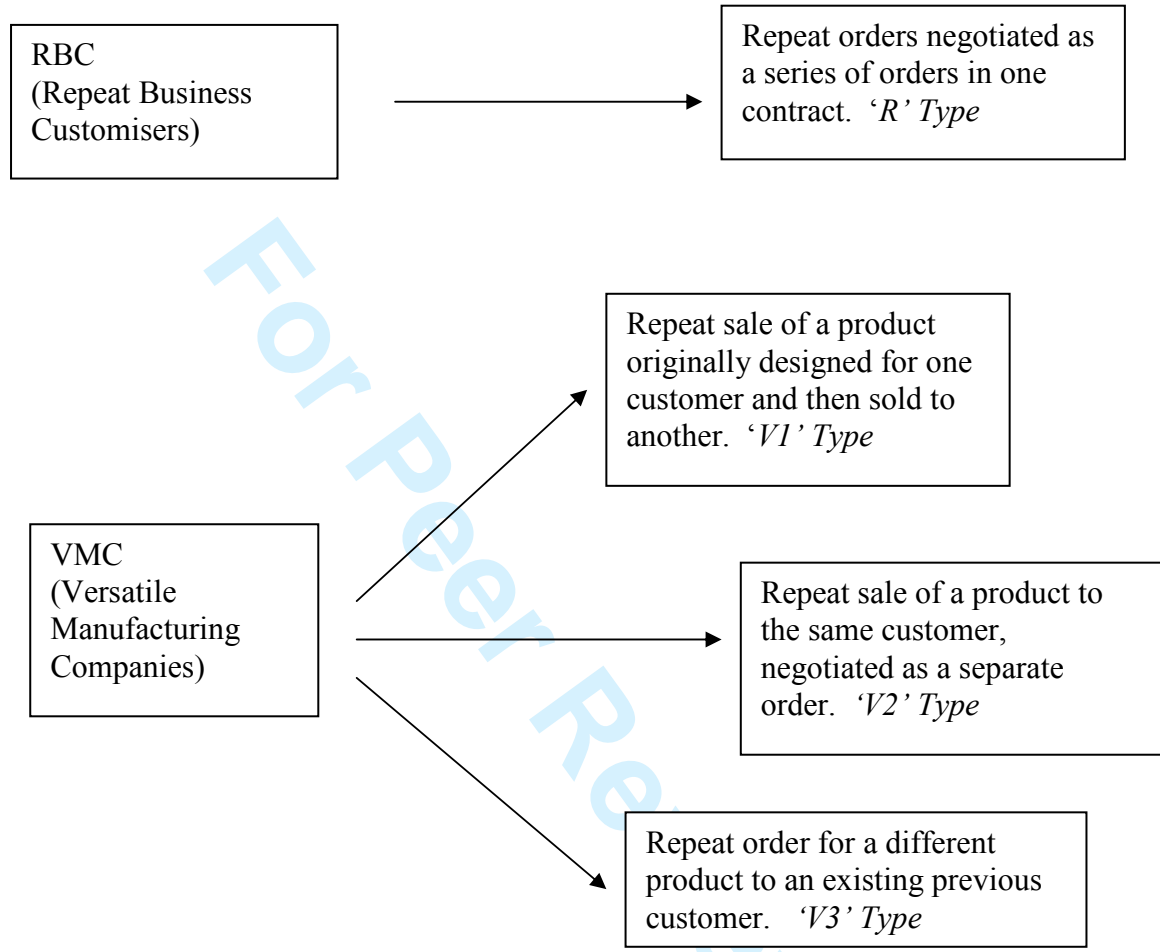 RBC
(Repeat Business
Customisers)
Repeat orders negotiated as
a series of orders in one
contract. ‘R’ Type
Repeat sale of a product
originally designed for one
customer and then sold to
another. ‘V1’ Type
VMC
(Versatile
Manufacturing
Companies)
Repeat sale of a product to
the same customer,
negotiated as a separate
order. ‘V2’ Type
Repeat order for a different
product to an existing previous
customer. ‘V3’ Type
For Peer Re